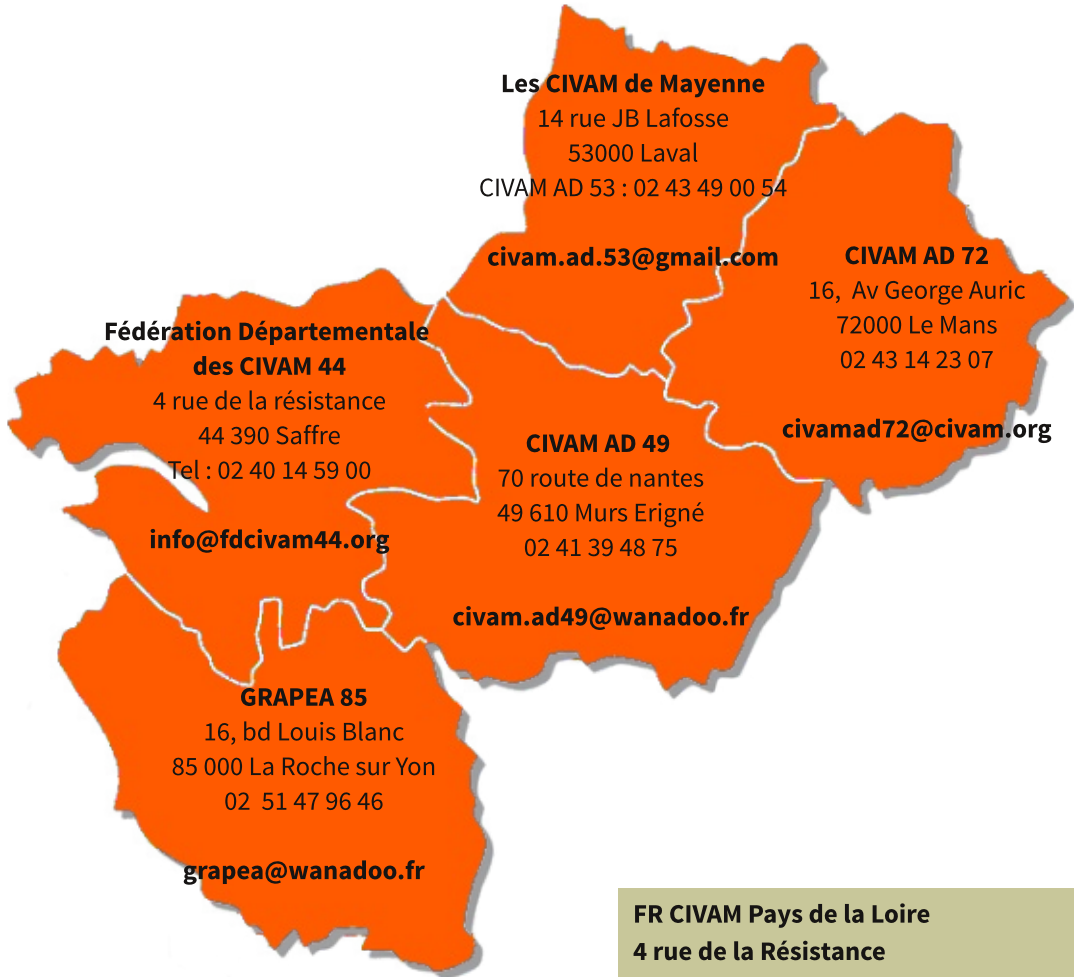 Les CIVAM de Mayenne
14 rue JB Lafosse
53000 Laval
CIVAM AD 53 : 02 43 49 00 54
civam.ad.53@gmail.com
CIVAM AD 72
16, Av George Auric
72000 Le Mans
02 43 14 23 07
civamad72@civam.org
Fédération Départementale
des CIVAM 44
4 rue de la résistance
44 390 Saffre
Tel : 02 40 14 59 00
info@fdcivam44.org
CIVAM AD 49
70 route de nantes
49 610 Murs Erigné
02 41 39 48 75
civam.ad49@wanadoo.fr
GRAPEA 85
16, bd Louis Blanc
85 000 La Roche sur Yon
02 51 47 96 46
grapea@wanadoo.fr
FR CIVAM Pays de la Loire
4 rue de la Résistance